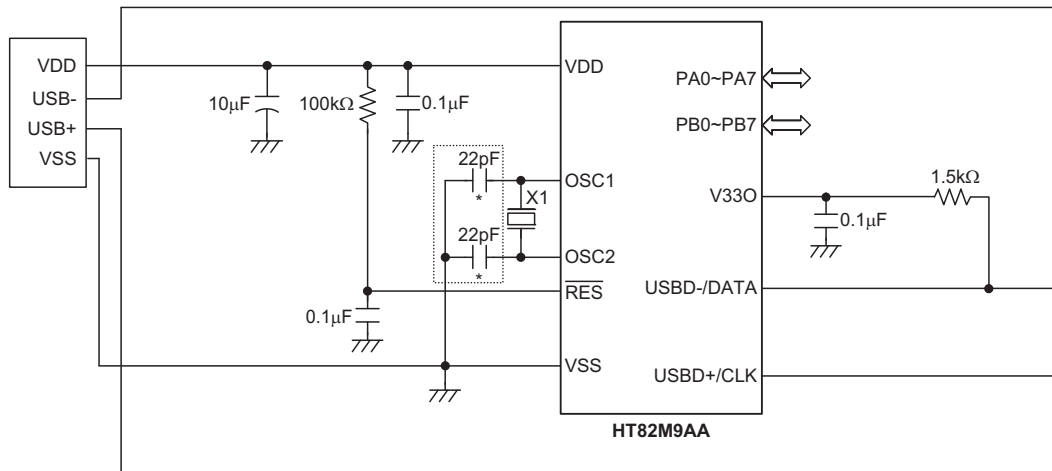 VDD
USB-
USB+
VSS
10μF
100kΩ
0.1μF
22pF
*
22pF
*
X1
0.1μF
VDD
OSC1
OSC2
RES
VSS
PA0~PA7
PB0~PB7
V33O
USBD-/DATA
USBD+/CLK
0.1μF
1.5kΩ
HT82M9AA